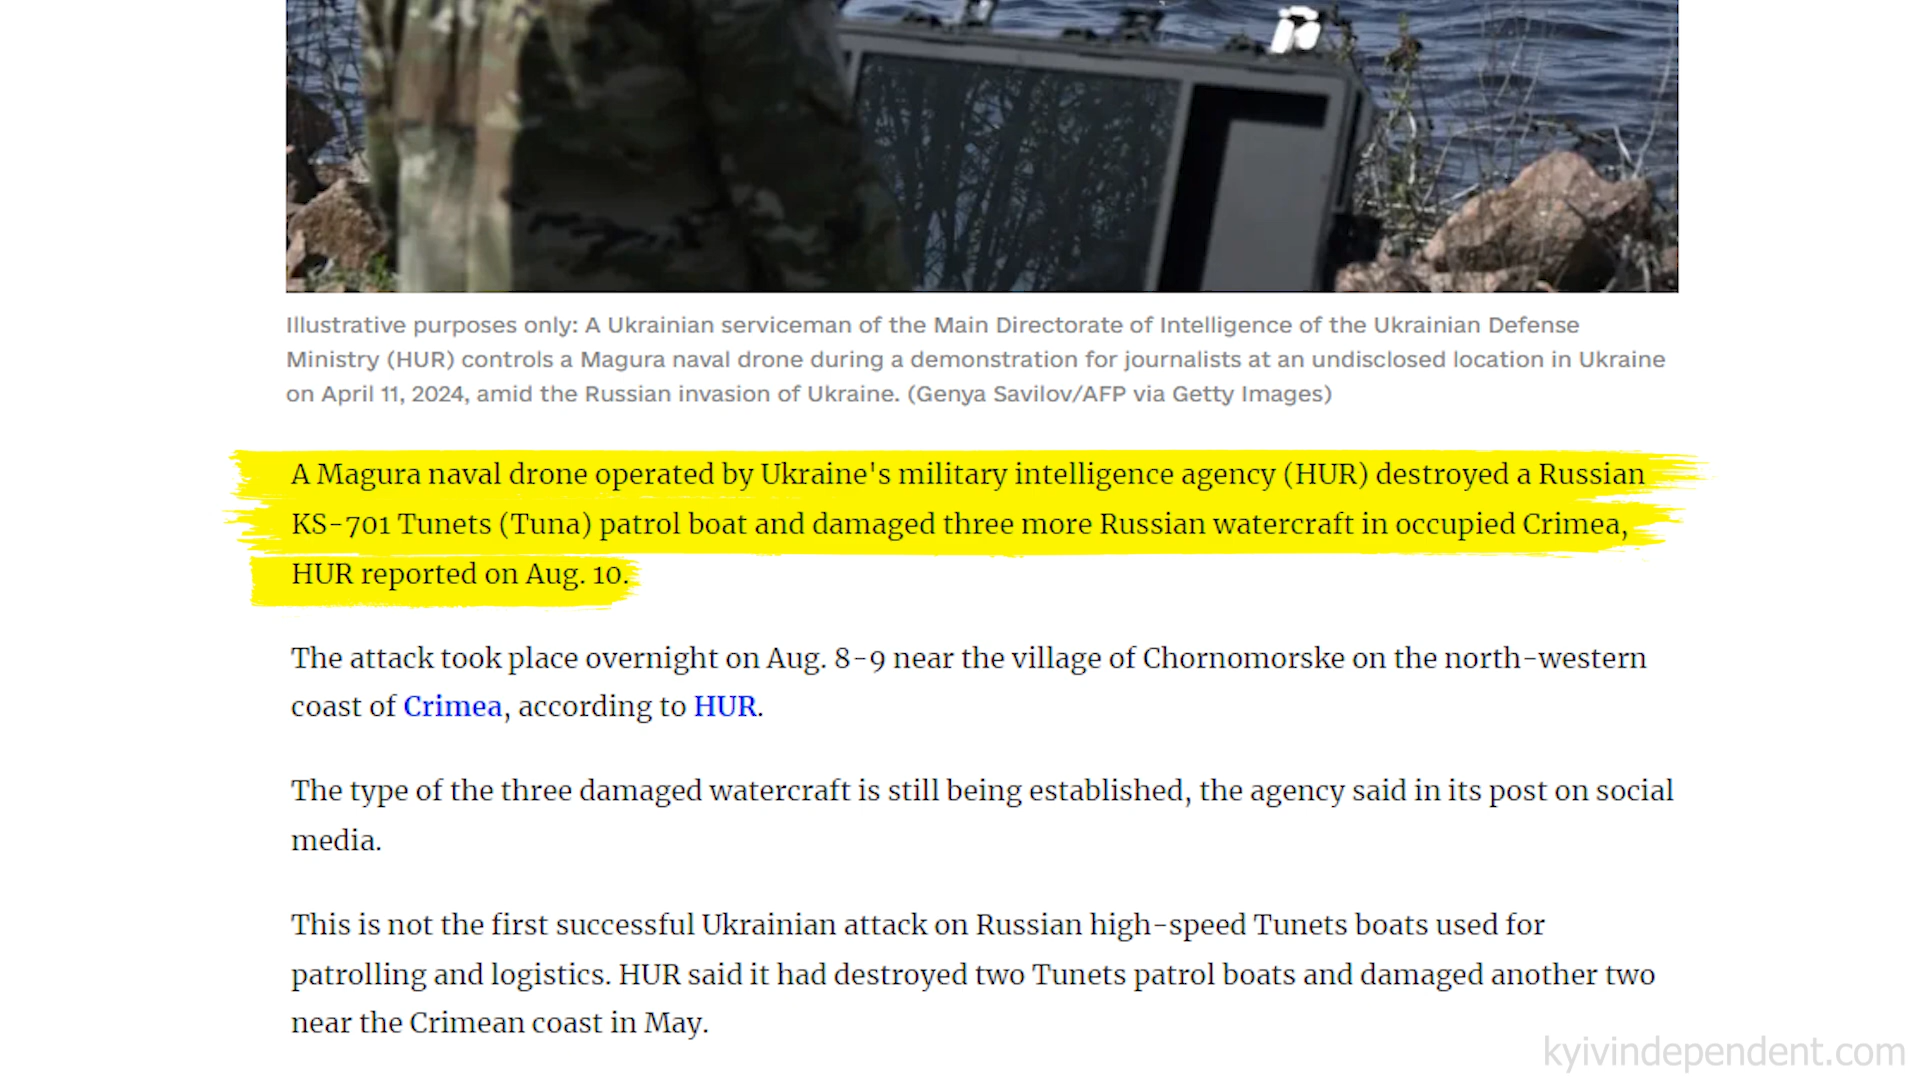 Illustrative purposes only: A Ukrainian serviceman of the Main Directorate of Intelligence of the Ukrainian Defense
Ministry (HUR) controls a Magura naval drone during a demonstration for journalists at an undisclosed location in Ukraine
on April 11, 2024, amid the Russian invasion of Ukraine. (Genya Savilov/AFP via Getty Images)
A Magura naval drone operated by Ukraine's military intelligence agency (HUR) destroyed a Russian
KS-701 Tunets (Tuna) patrol boat and damaged three more Russian watercraft in occupied Crimea,
HUR reported on Aug. 10.
The attack took place overnight on Aug. 8-9 near the village of Chornomorske on the north-western
coast of Crimea, according to HUR.
The type of the three damaged watercraft is still being established, the agency said in its post on social
media.
This is not the first successful Ukrainian attack on Russian high-speed Tunets boats used for
patrolling and logistics. HUR said it had destroyed two Tunets patrol boats and damaged another two
near the Crimean coast in May.
kyivindependent.com